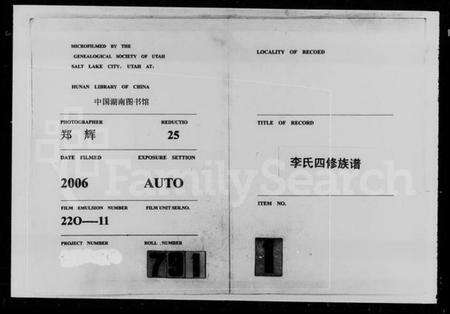 MICROFILMED BY THE
GENEALOGICAL SOCIETY OF UTAH
SALT LAKE CITY. UTAH AT:
HUNAN LIBRARY OF CHINA
中国湖南图书馆
PHOTOGRAPHER REDUCTIO
郑 辉 25
DATE FILMED EXPOSURE SETTION
2006 AUTO
FILM EMULSION NUMBER FILM UNIT SER.NO.
22O—11
PROJECT NUMBER ROLL NUMBER
791
LOCALITY OF RECOED
TITLE OF RECORD
李氏四修族谱
ITEM NO.
1
FamilySearch